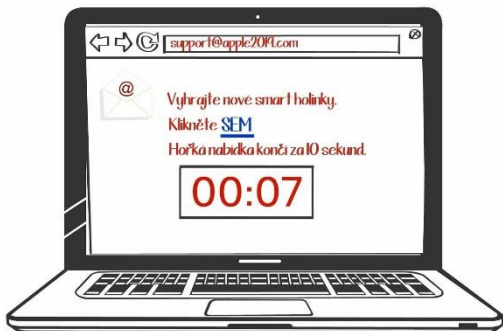 support@apple2019.com
@
Vyhrajte nové smart holinky.
Klikněte SEM
Hořká nabídka končí za 10 sekund.
00:07